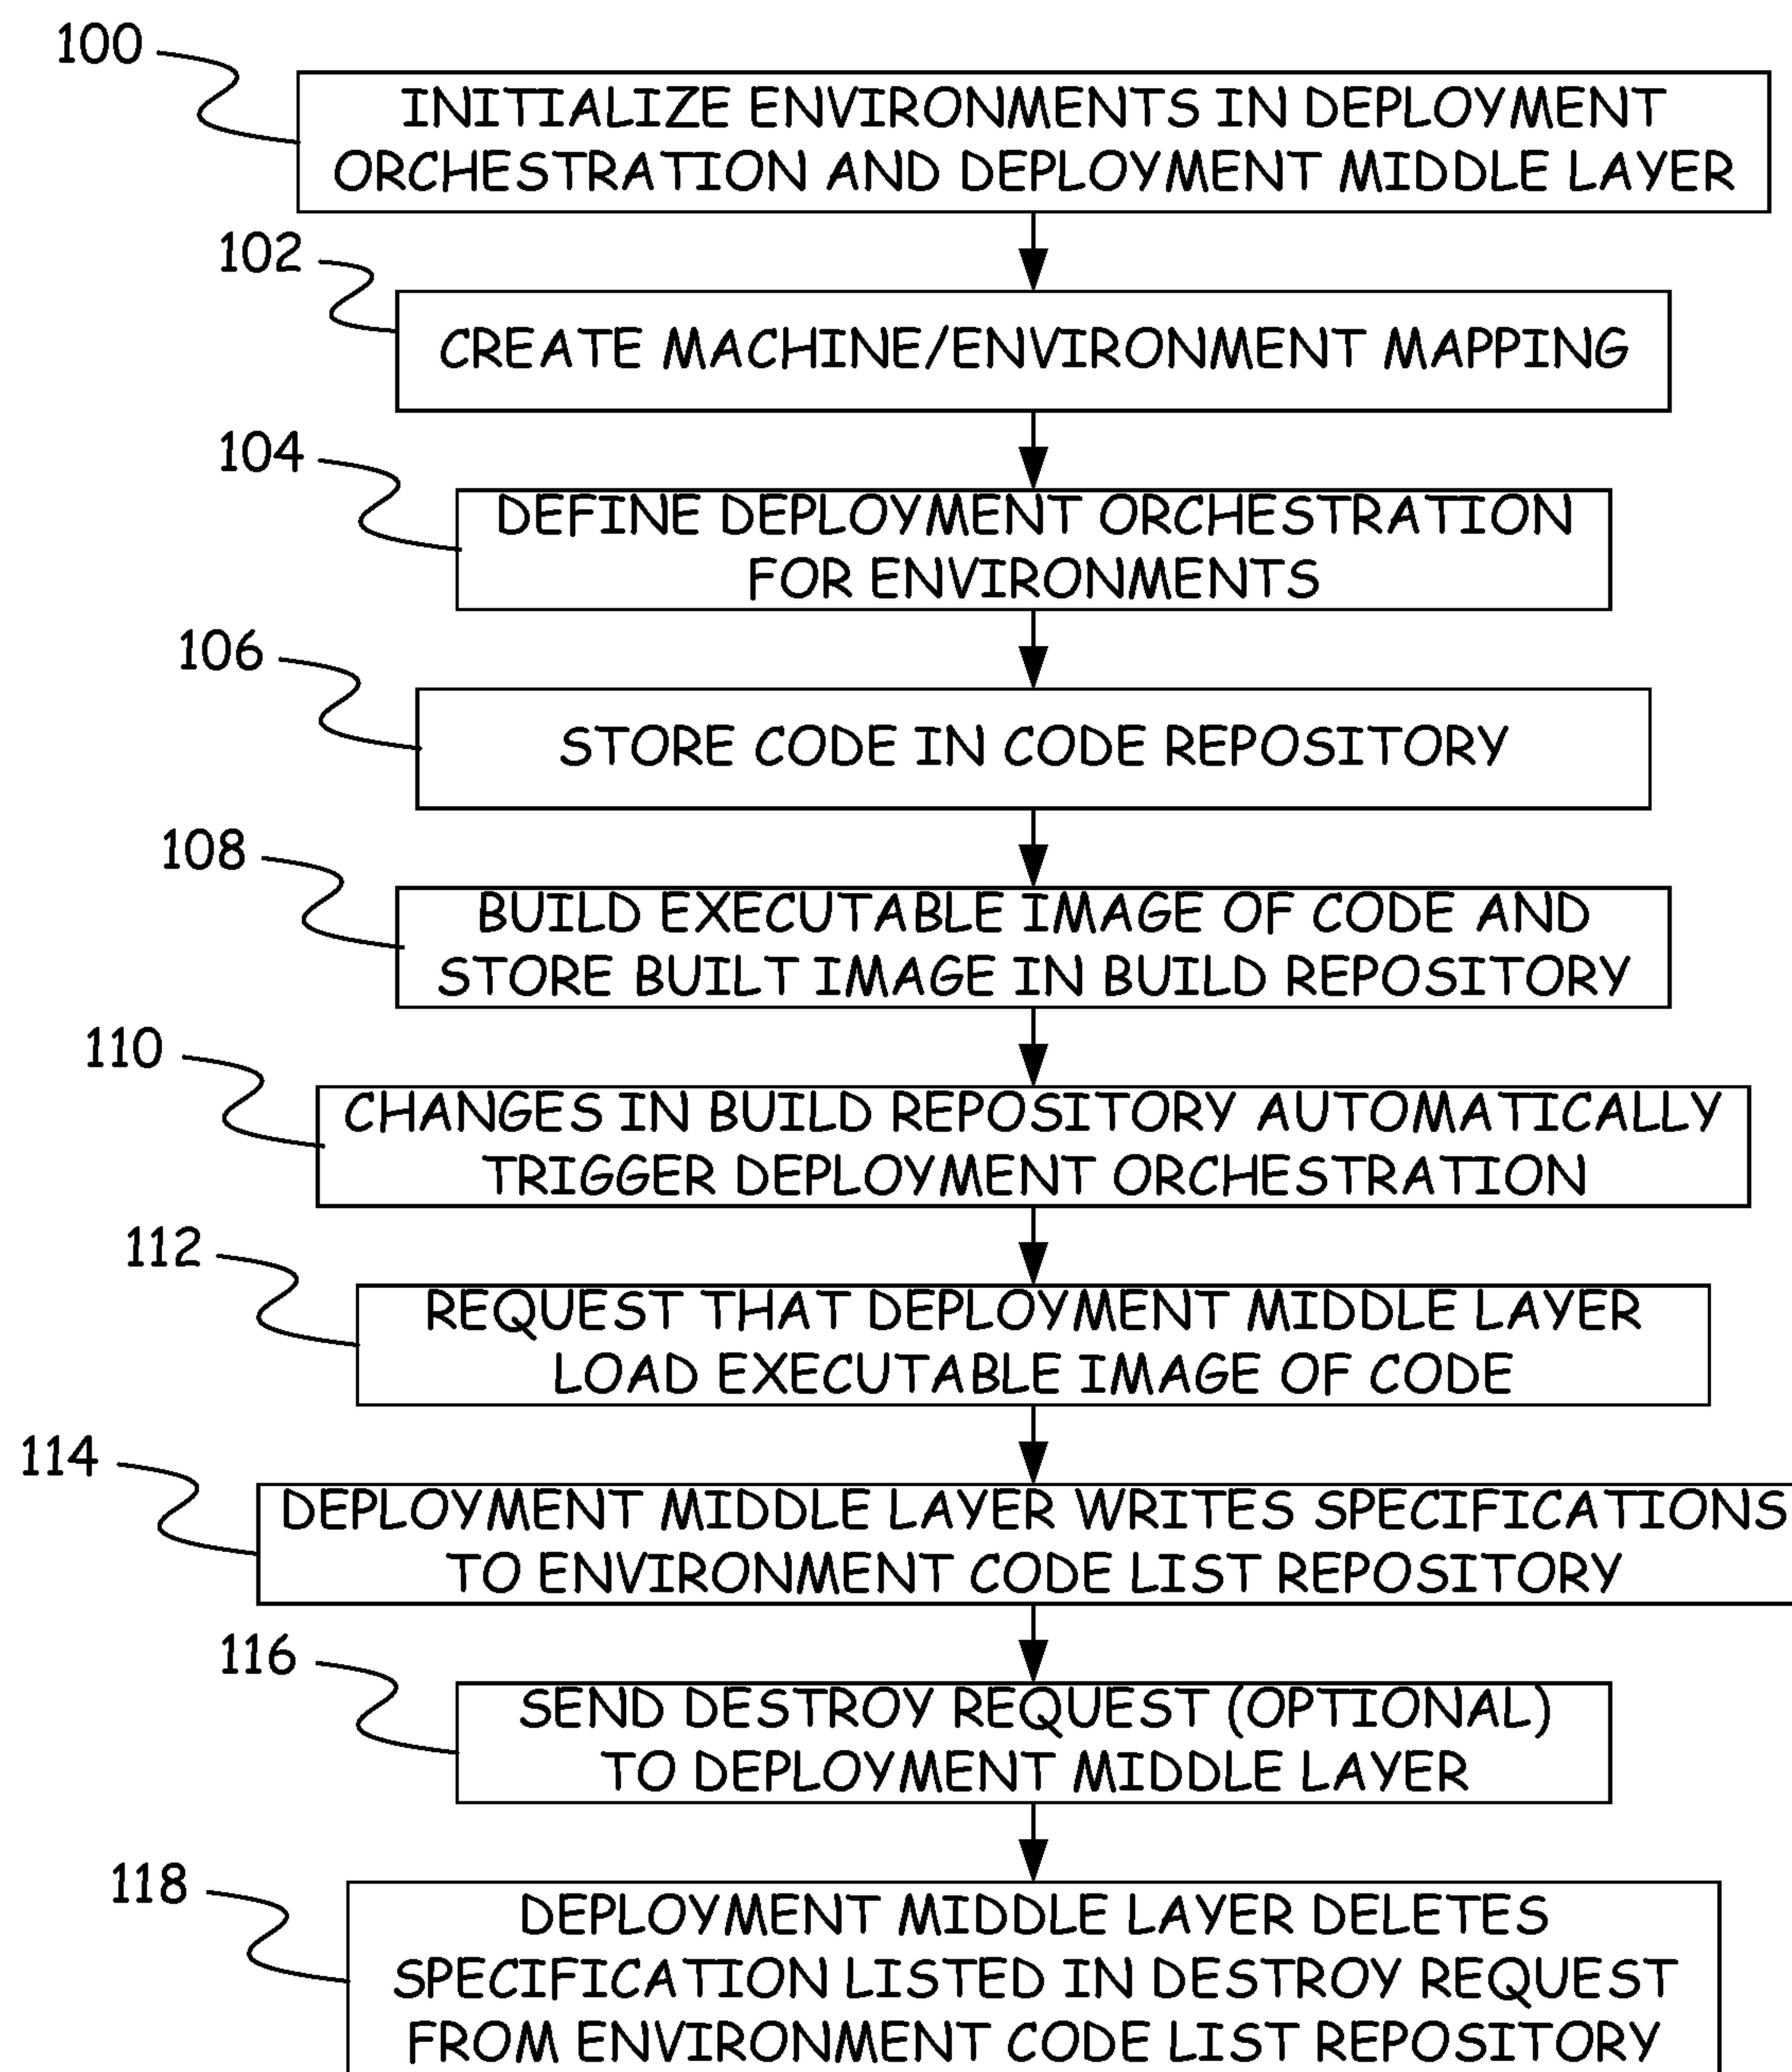 100
INITIALIZE ENVIRONMENTS IN DEPLOYMENT
ORCHESTRATION AND DEPLOYMENT MIDDLE LAYER
102
CREATE MACHINE/ENVIRONMENT MAPPING
104
DEFINE DEPLOYMENT ORCHESTRATION
FOR ENVIRONMENTS
106
STORE CODE IN CODE REPOSITORY
108
BUILD EXECUTABLE IMAGE OF CODE AND
STORE BUILT IMAGE IN BUILD REPOSITORY
110
CHANGES IN BUILD REPOSITORY AUTOMATICALLY
TRIGGER DEPLOYMENT ORCHESTRATION
112
REQUEST THAT DEPLOYMENT MIDDLE LAYER
LOAD EXECUTABLE IMAGE OF CODE
114
DEPLOYMENT MIDDLE LAYER WRITES SPECIFICATIONS
TO ENVIRONMENT CODE LIST REPOSITORY
116
SEND DESTROY REQUEST (OPTIONAL)
TO DEPLOYMENT MIDDLE LAYER
118
DEPLOYMENT MIDDLE LAYER DELETES
SPECIFICATION LISTED IN DESTROY REQUEST
FROM ENVIRONMENT CODE LIST REPOSITORY